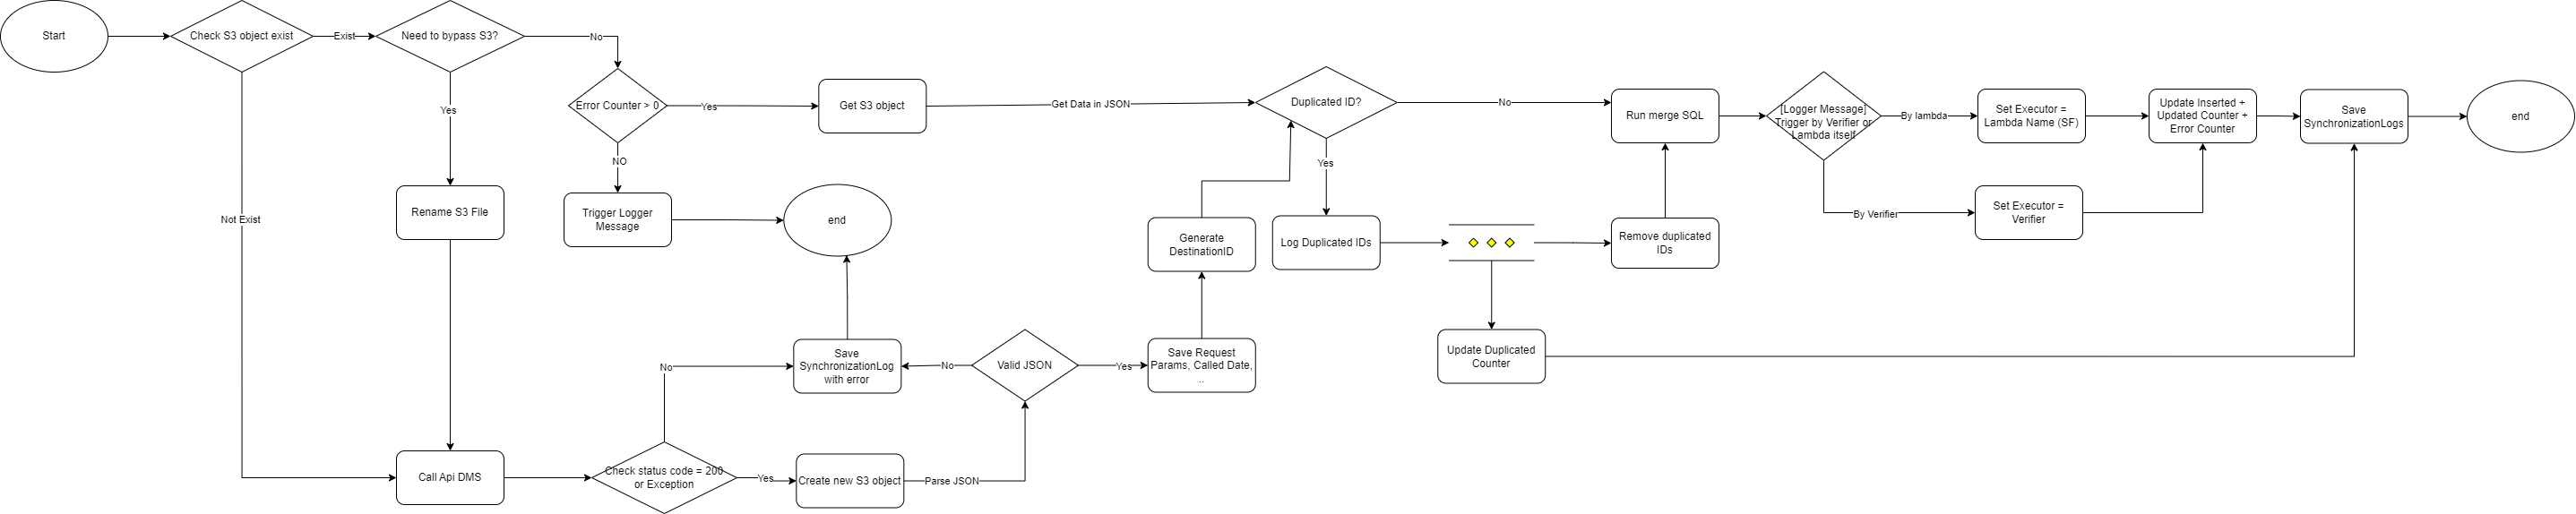 Start
Check S3 object exist
Exist
Need to bypass S3?
No
Error Counter > 0
Yes
Get S3 object
Get Data in JSON
Duplicated ID?
No
Run merge SQL
[Logger Message]
Trigger by Verifier or
Lambda itself
By lambda
Set Executor =
Lambda Name (SF)
Update Inserted +
Updated Counter +
Error Counter
Save
SynchronizationLogs
end
Yes
NO
Yes
Not Exist
Rename S3 File
Trigger Logger
Message
end
Generate
DestinationID
Log Duplicated IDs
Remove duplicated
IDs
By Verifier
Set Executor =
Verifier
No
Save
SynchronizationLog
with error
No
Valid JSON
Yes
Save Request
Params, Called Date,
..
Update Duplicated
Counter
Call Api DMS
Check status code = 200
or Exception
Yes
Create new S3 object
Parse JSON